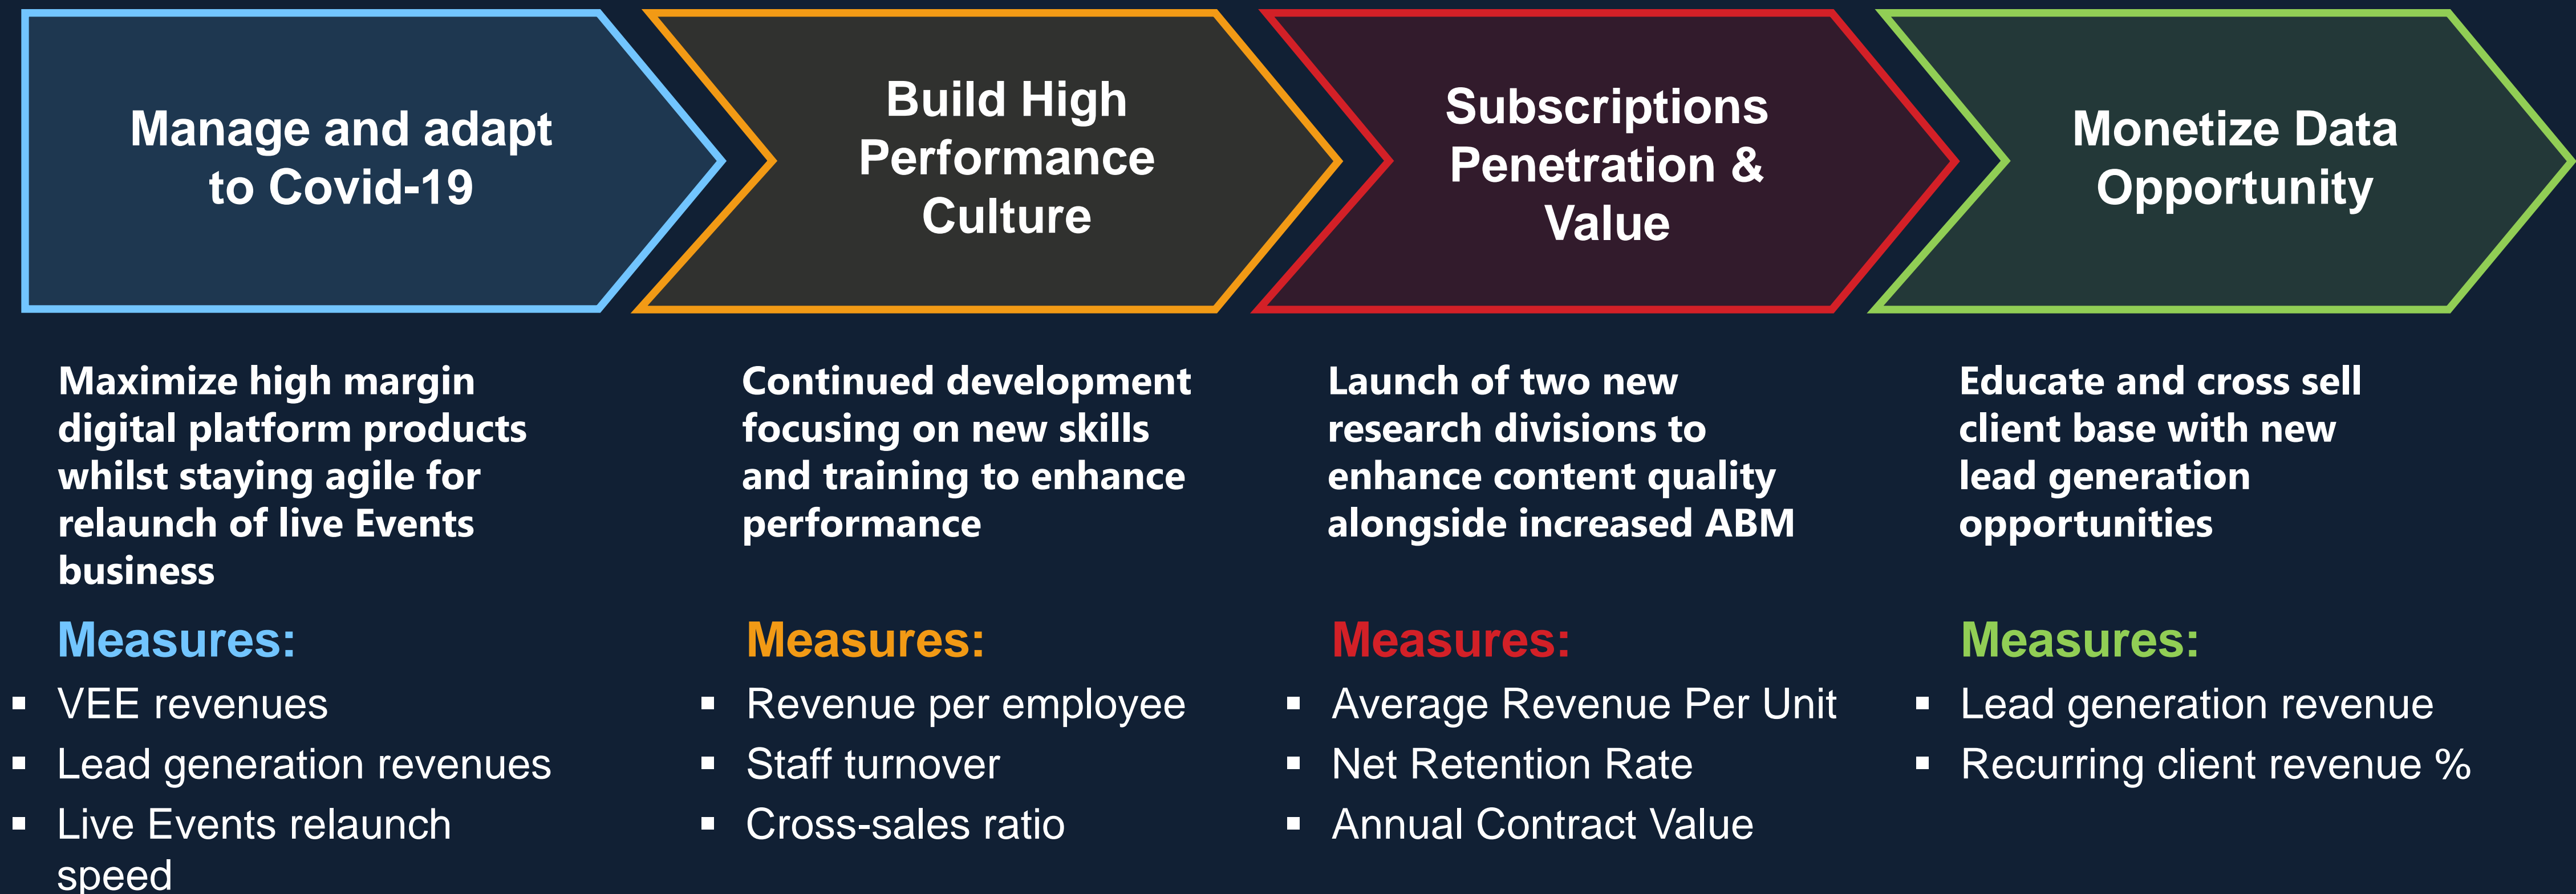 Manage and adapt
to Covid-19
Build High
Performance
Culture
Subscriptions
Penetration &
Value
Monetize Data
Opportunity
Maximize high margin
digital platform products
whilst staying agile for
relaunch of live Events
business
Measures:
▪ VEE revenues
▪ Lead generation revenues
▪ Live Events relaunch
speed
Continued development
focusing on new skills
and training to enhance
performance
Measures:
▪ Revenue per employee
▪ Staff turnover
▪ Cross-sales ratio
Launch of two new
research divisions to
enhance content quality
alongside increased ABM
Measures:
▪ Average Revenue Per Unit
▪ Net Retention Rate
▪ Annual Contract Value
Educate and cross sell
client base with new
lead generation
opportunities
Measures:
▪ Lead generation revenue
▪ Recurring client revenue %